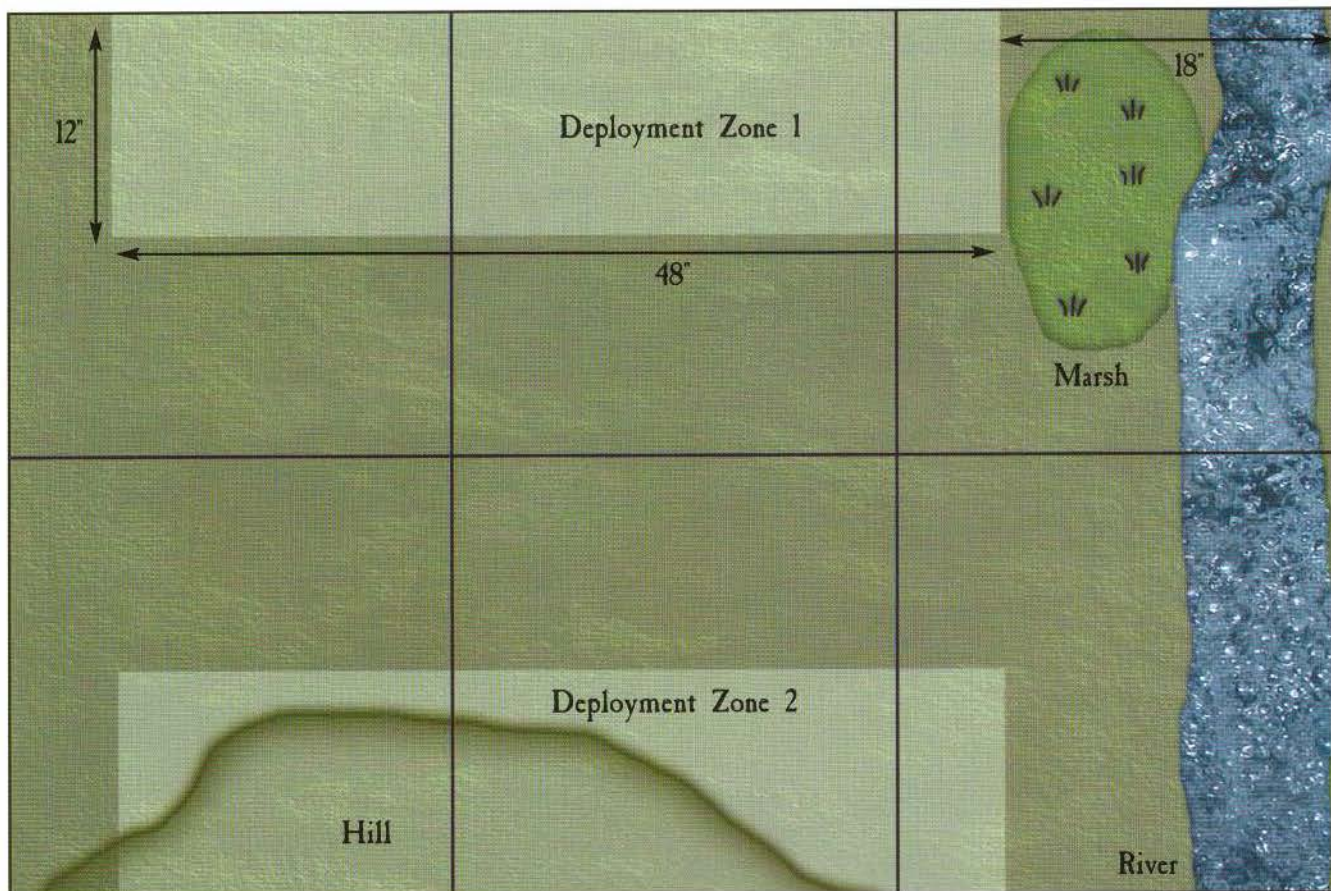 18"
12"
Deployment Zone 1
48"
Marsh
Deployment Zone 2
Hill
River